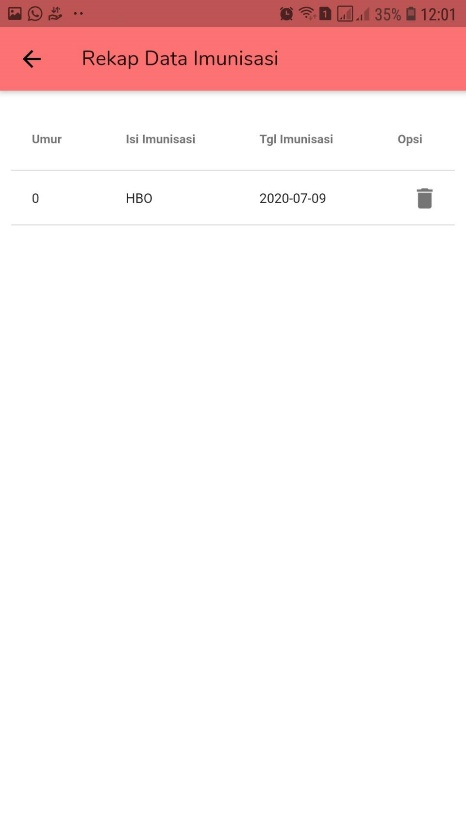 35% 12:01
Rekap Data Imunisasi
Umur Isi Imunisasi Tgl Imunisasi Opsi
0 HBO 2020-07-09